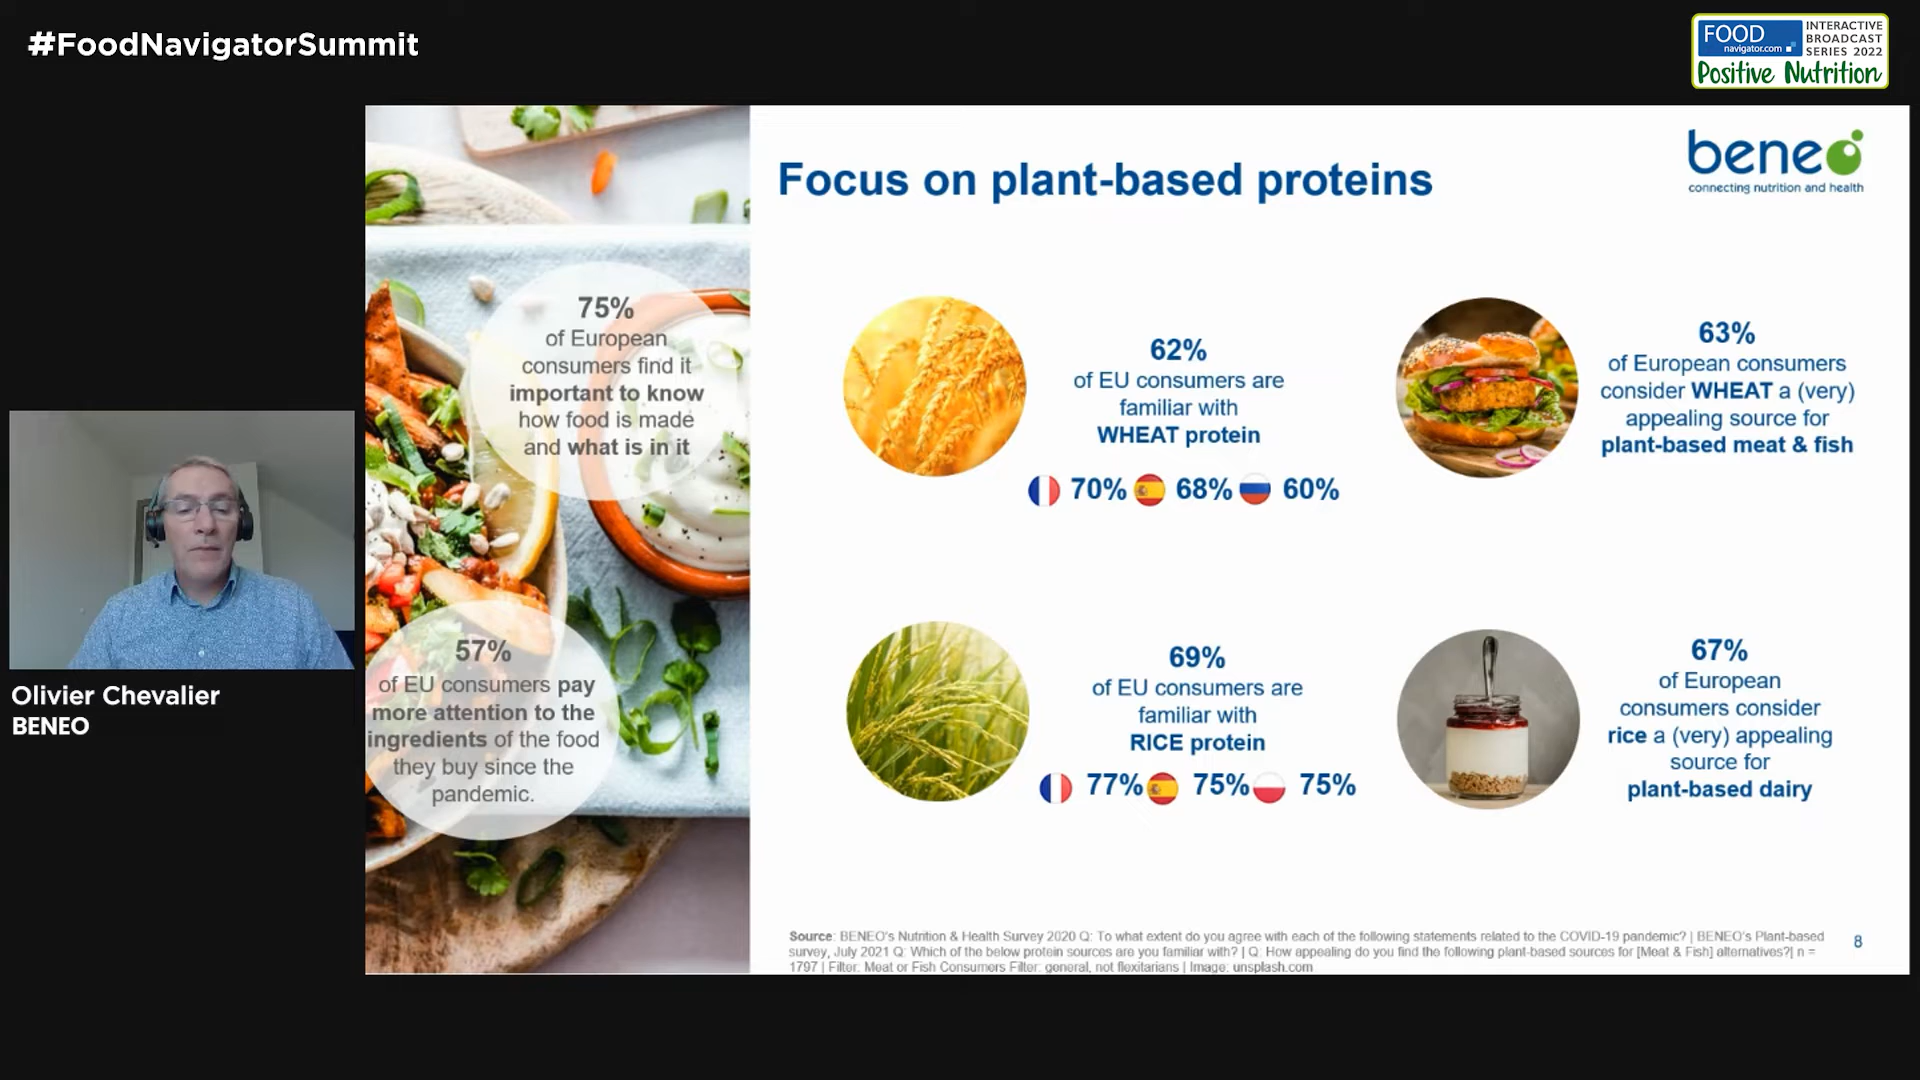 #FoodNavigatorSummit
FOOD
navigator.com
INTERACTIVE
BROADCAST
SERIES 2022
Positive Nutrition
beneo
connecting nutrition and health
Focus on plant-based proteins
75%
of European
consumers find it
important to know
how food is made
and what is in it
57%
of EU consumers pay
more attention to the
ingredients of the food
they buy since the
pandemic.
62%
of EU consumers are
familiar with
WHEAT protein
70% 68% 60%
63%
of European consumers
consider WHEAT a (very)
appealing source for
plant-based meat & fish
69%
of EU consumers are
familiar with
RICE protein
77% 75% 75%
67%
of European
consumers consider
rice a (very) appealing
source for
plant-based dairy
Olivier Chevalier
BENEO
Source: BENEO's Nutrition & Health Survey 2020 Q: To what extent do you agree with each of the following statements related to the COVID-19 pandemic? | BENEO's Plant-based
survey, July 2021 Q: Which of the below protein sources are you familiar with? | Q: How appealing do you find the following plant-based sources for [Meat & Fish] alternatives?| n =
1797 | Filter: Meat or Fish Consumers Filter: general, not flexitarians | Image: unsplash.com
8